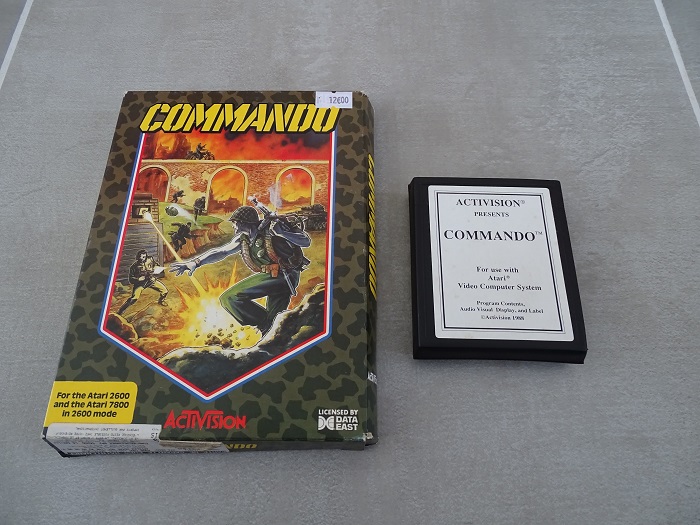 COMMANDO
12€00
For the Atari 2600
and the Atari 7800
in 2600 mode
ACTIVISION
LICENSED BY
DATA
EAST
COMMANDO
COMMANDO
ACTIVISION®
PRESENTS
COMMANDO™
For use with
Atari®
Video Computer System
Program Contents,
Audio Visual Display, and Label
©Activision 1988